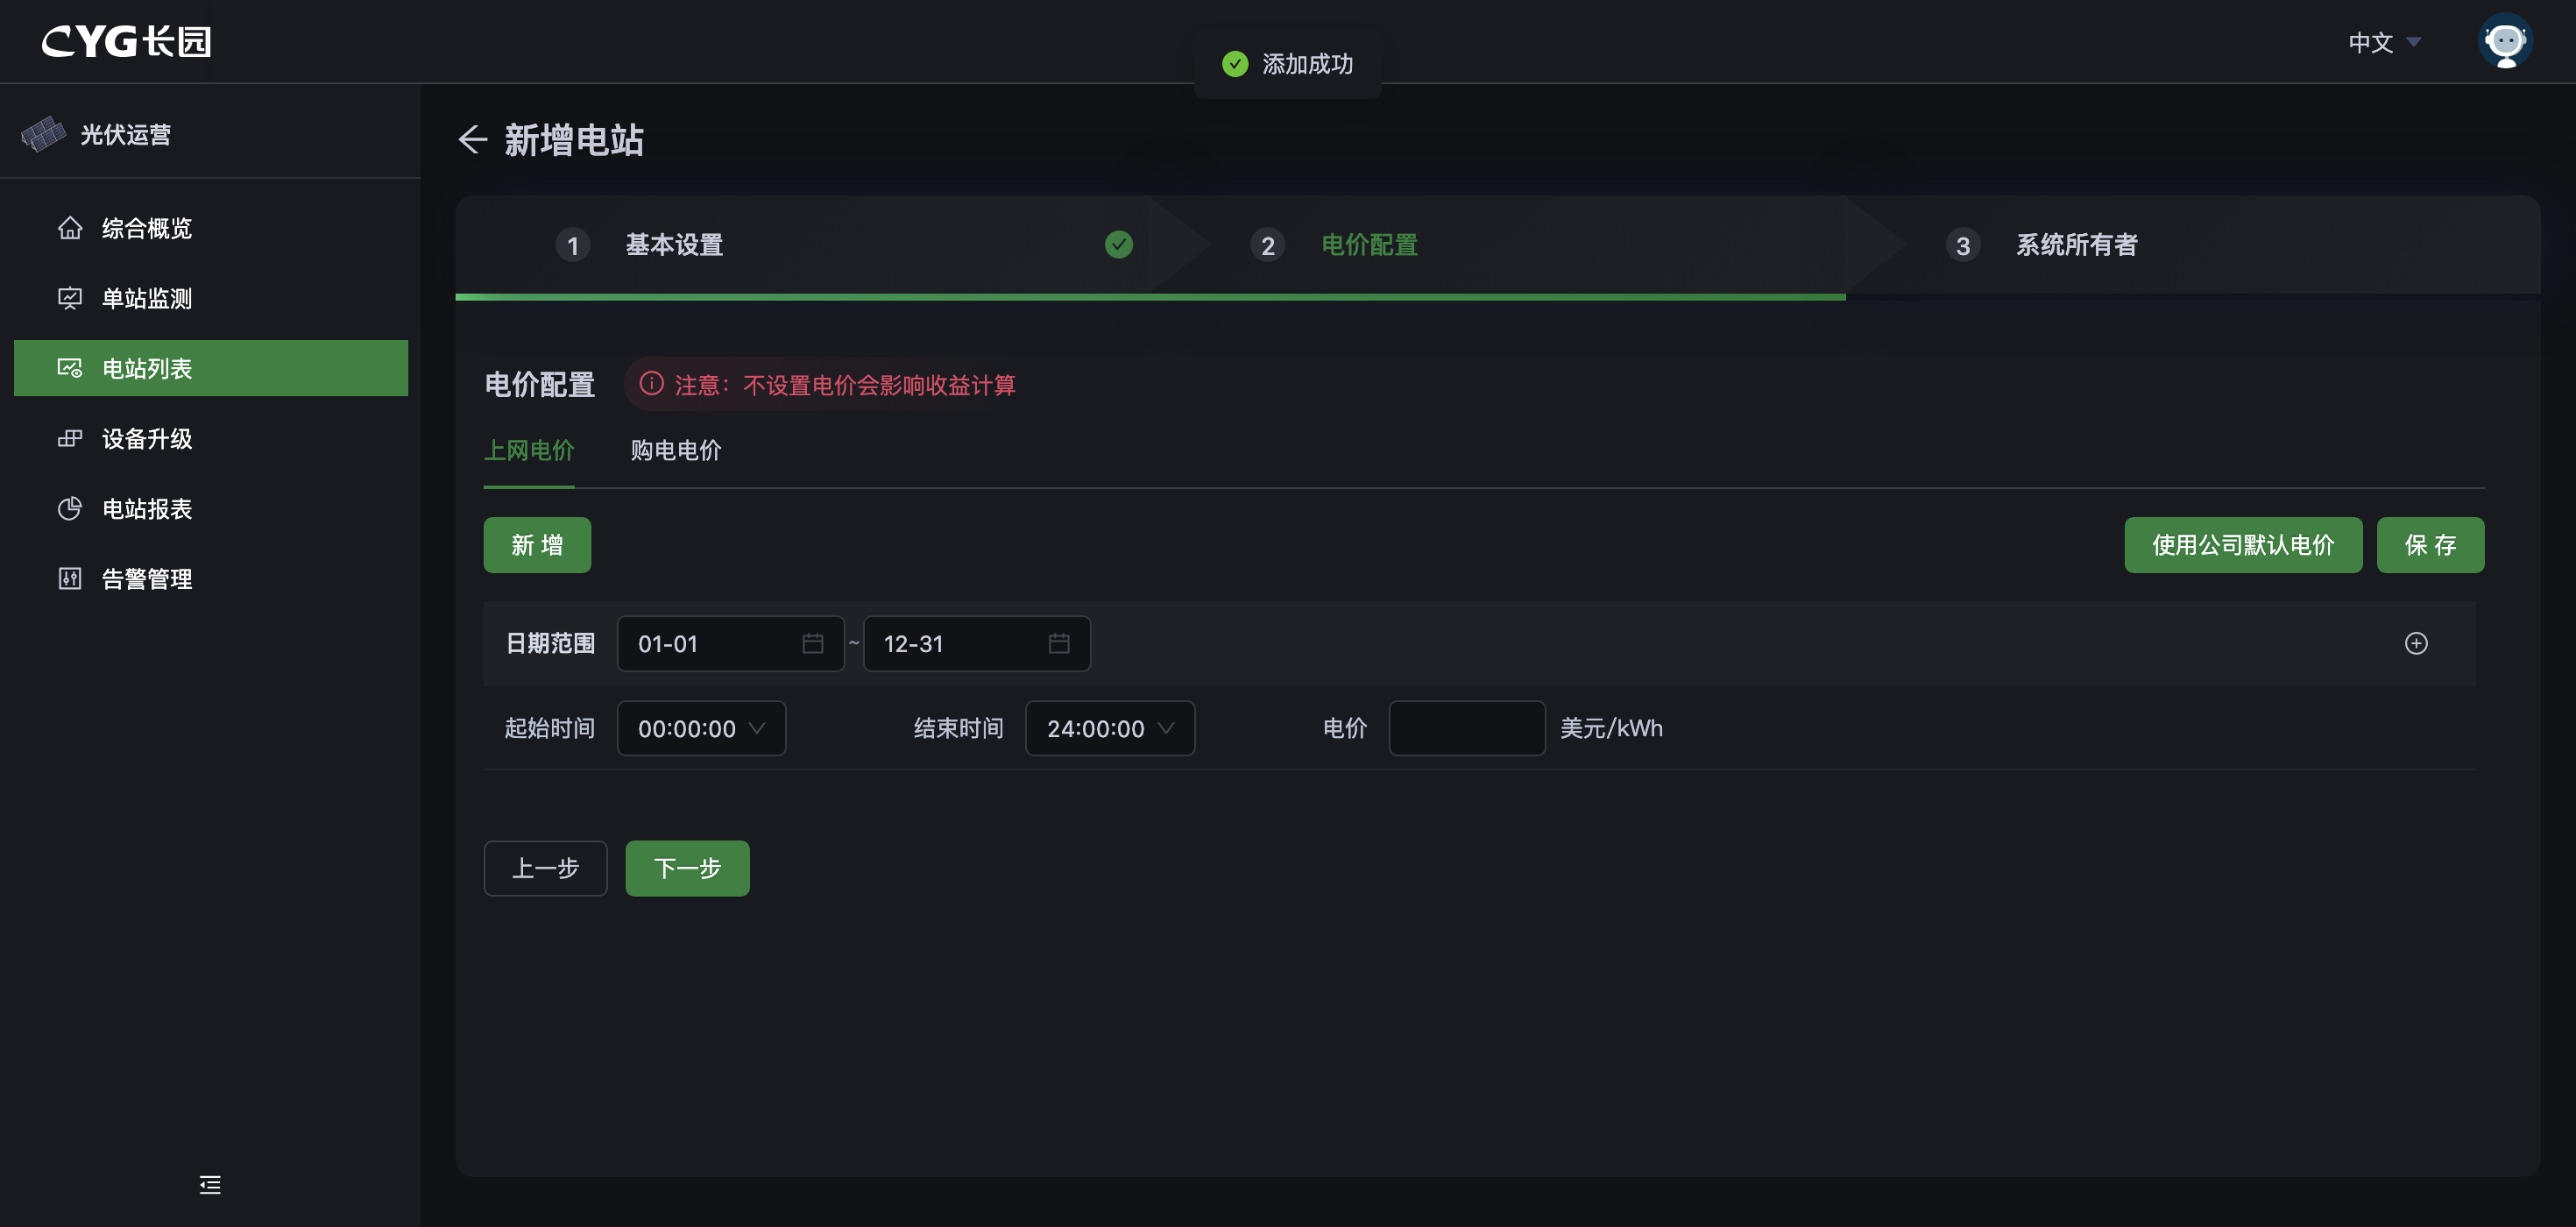 CYG长园
添加成功
中文
光伏运营
综合概览
单站监测
电站列表
设备升级
电站报表
告警管理
新增电站
1 基本设置
2 电价配置
3 系统所有者
电价配置 注意：不设置电价会影响收益计算
上网电价 购电电价
新 增 使用公司默认电价 保 存
日期范围 01-01 ~ 12-31
起始时间 00:00:00 结束时间 24:00:00 电价 美元/kWh
上一步 下一步